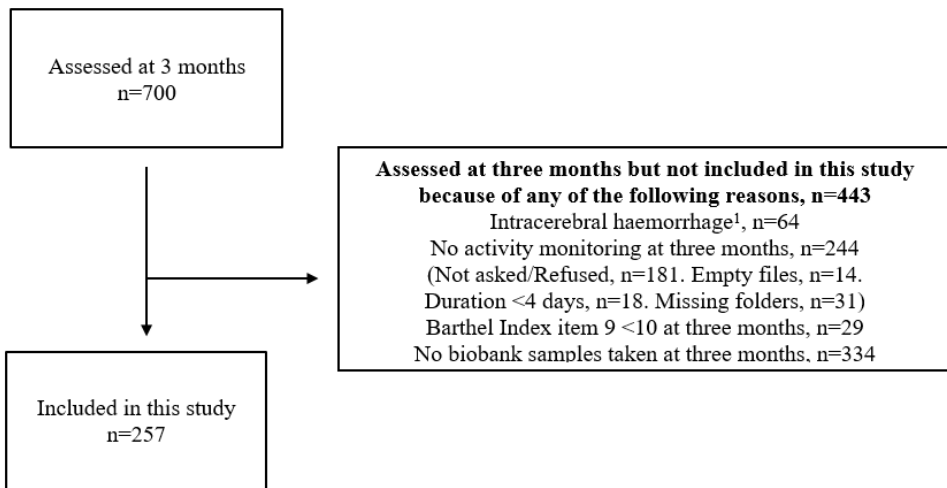 Assessed at 3 months
n=700
Assessed at three months but not included in this study
because of any of the following reasons, n=443
Intracerebral haemorrhage¹, n=64
No activity monitoring at three months, n=244
(Not asked/Refused, n=181. Empty files, n=14.
Duration <4 days, n=18. Missing folders, n=31)
Barthel Index item 9 <10 at three months, n=29
No biobank samples taken at three months, n=334
Included in this study
n=257